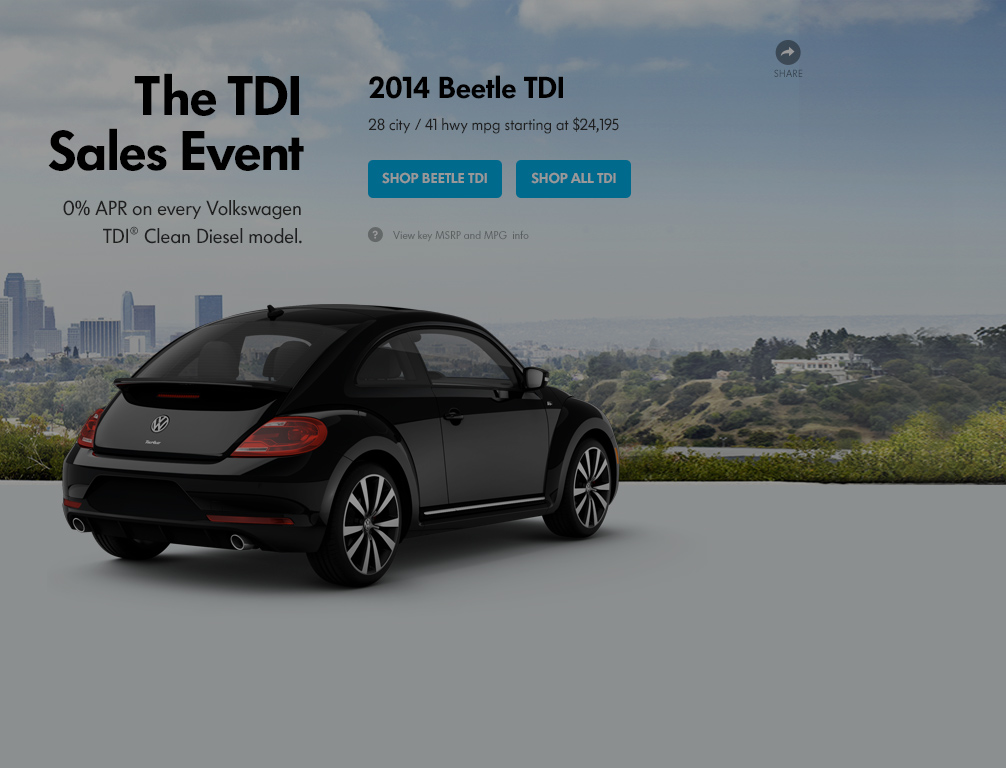 The TDI
Sales Event
0% APR on every Volkswagen
TDI® Clean Diesel model.
2014 Beetle TDI
28 city / 41 hwy mpg starting at $24,195
SHOP BEETLE TDI
SHOP ALL TDI
? View key MSRP and MPG info
SHARE
Turbo